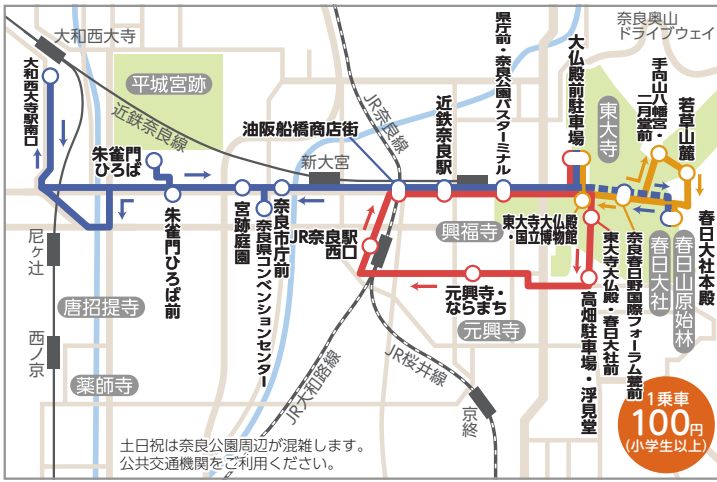 大和西大寺
大和西大寺駅南口
平城宮跡
近鉄奈良線
朱雀門
ひろば
朱雀門ひろば前
宮跡庭園
奈良県コンベンションセンター
奈良市庁前
新大宮
油阪船橋商店街
JR奈良線
近鉄奈良駅
県庁前・奈良公園バスターミナル
大仏殿前駐車場
奈良奥山
ドライブウェイ
手向山八幡宮・
二月堂前
若草山麓
東大寺
春日大社本殿
春日山原始林
春日大社
奈良春日野国際フォーラム甍前
東大寺大仏殿・春日大社前
東大寺大仏殿
・国立博物館
興福寺
JR奈良駅
西口
元興寺・
ならまち
元興寺
高畑駐車場・浮見堂
尼ヶ辻
唐招提寺
西ノ京
薬師寺
JR大和路線
JR桜井線
京終
1乗車
100円
(小学生以上)
土日祝は奈良公園周辺が混雑します。
公共交通機関をご利用ください。